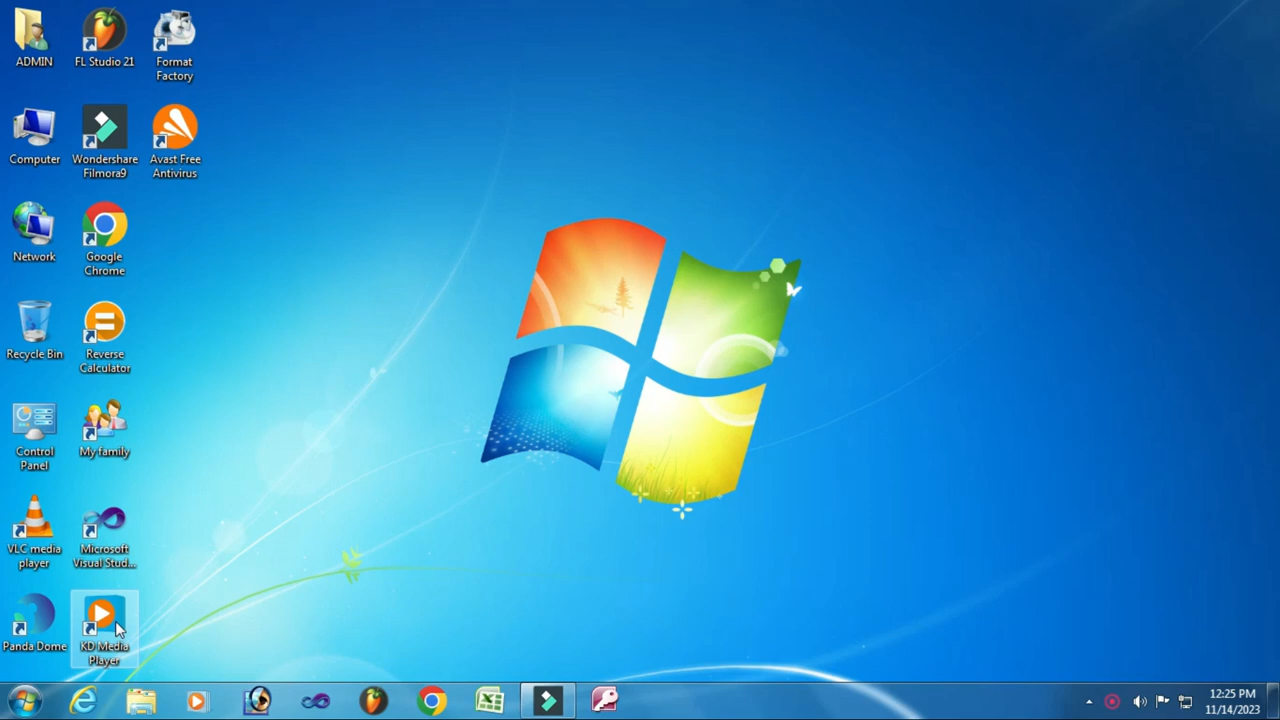 ADMIN
FL Studio 21
Format
Factory
Computer
Wondershare
Filmora9
Avast Free
Antivirus
Network
Google
Chrome
Recycle Bin
Reverse
Calculator
Control
Panel
My family
VLC media
player
Microsoft
Visual Stud...
Panda Dome
KD Media
Player
12:25 PM
11/14/2023